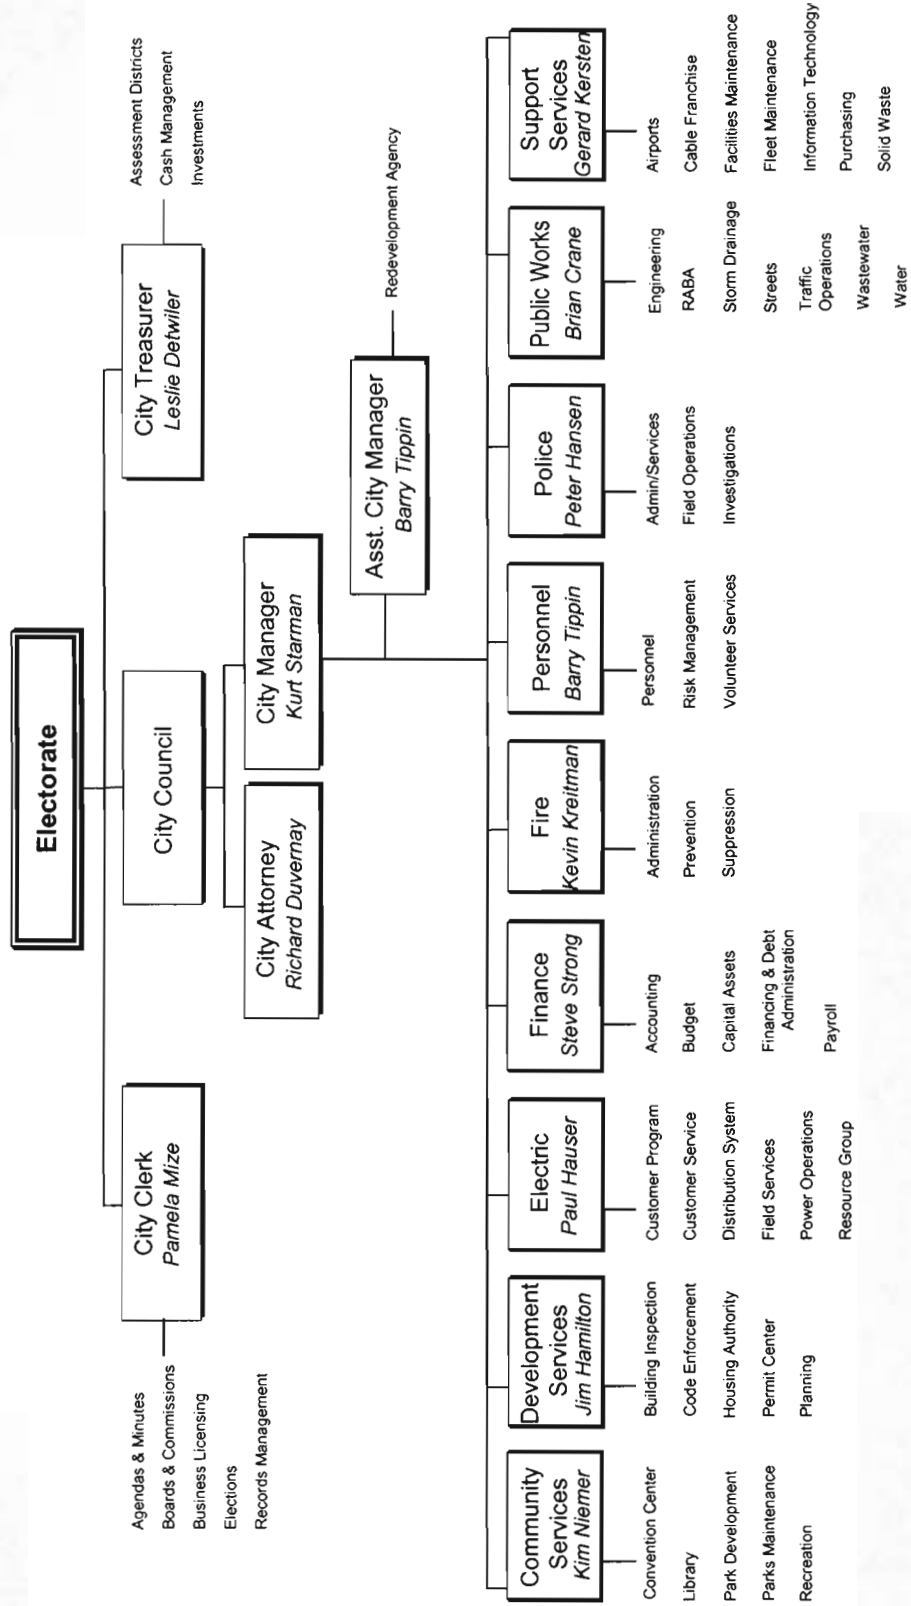 Electorate
City Clerk
Pamela Mize
Agendas & Minutes
Boards & Commissions
Business Licensing
Elections
Records Management
City Council
City Treasurer
Leslie Detwiler
Assessment Districts
Cash Management
Investments
City Attorney
Richard Duvernay
City Manager
Kurt Starman
Asst. City Manager
Barry Tippin
Redevelopment Agency
Community
Services
Kim Niemer
Convention Center
Library
Park Development
Parks Maintenance
Recreation
Development
Services
Jim Hamilton
Building Inspection
Code Enforcement
Housing Authority
Permit Center
Planning
Electric
Paul Hauser
Customer Program
Customer Service
Distribution System
Field Services
Power Operations
Resource Group
Finance
Steve Strong
Accounting
Budget
Capital Assets
Financing & Debt
Administration
Payroll
Fire
Kevin Kreitman
Administration
Prevention
Suppression
Personnel
Barry Tippin
Personnel
Risk Management
Volunteer Services
Police
Peter Hansen
Admin/Services
Field Operations
Investigations
Public Works
Brian Crane
Engineering
RABA
Storm Drainage
Streets
Traffic
Operations
Wastewater
Water
Support
Services
Gerard Kersten
Airports
Cable Franchise
Facilities Maintenance
Fleet Maintenance
Information Technology
Purchasing
Solid Waste